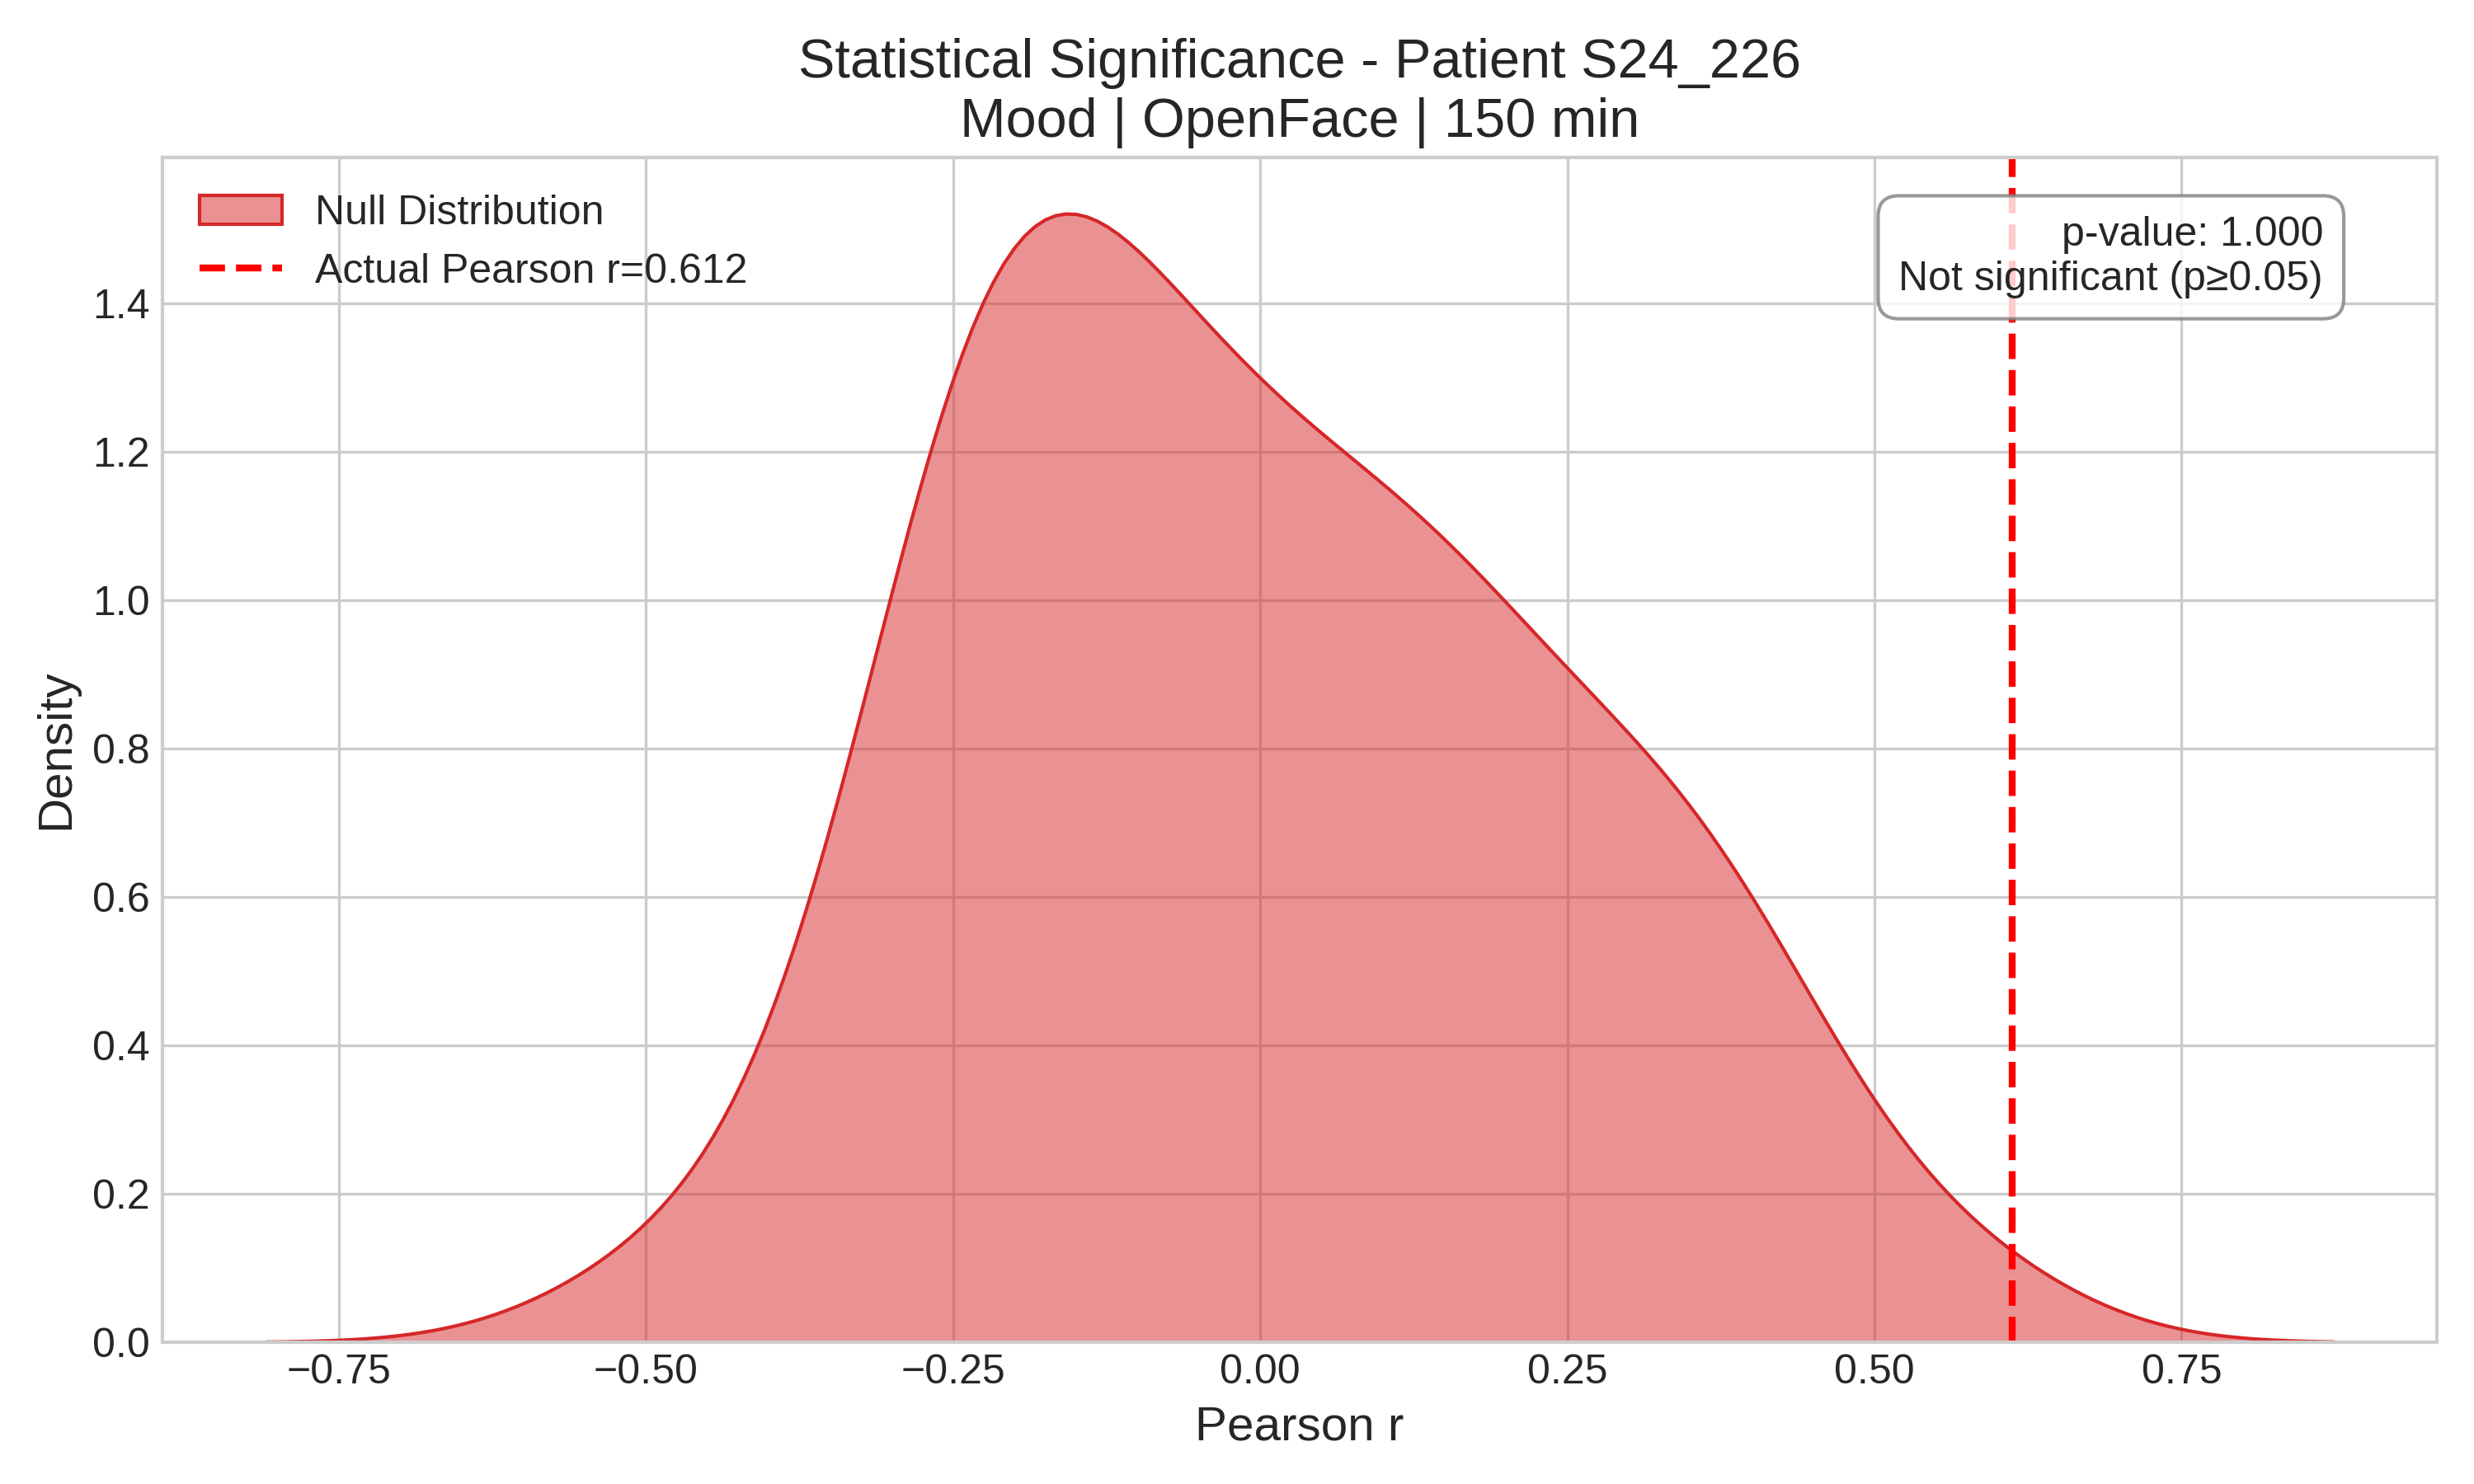 Statistical Significance - Patient S24_226
Mood | OpenFace | 150 min
Null Distribution
Actual Pearson r=0.612
p-value: 1.000
Not significant (p≥0.05)
Density
1.4
1.2
1.0
0.8
0.6
0.4
0.2
0.0
−0.75 −0.50 −0.25 0.00 0.25 0.50 0.75
Pearson r